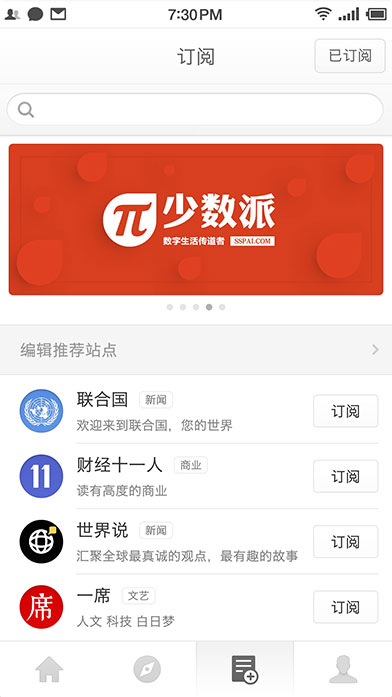 7:30PM
订阅
已订阅
π少数派
数字生活传道者 SSPAI.COM
编辑推荐站点
联合国 新闻
欢迎来到联合国，您的世界
订阅
11
财经十一人 商业
读有高度的商业
订阅
世界说 新闻
汇聚全球最真诚的观点，最有趣的故事
订阅
席
一席 文艺
人文 科技 白日梦
订阅